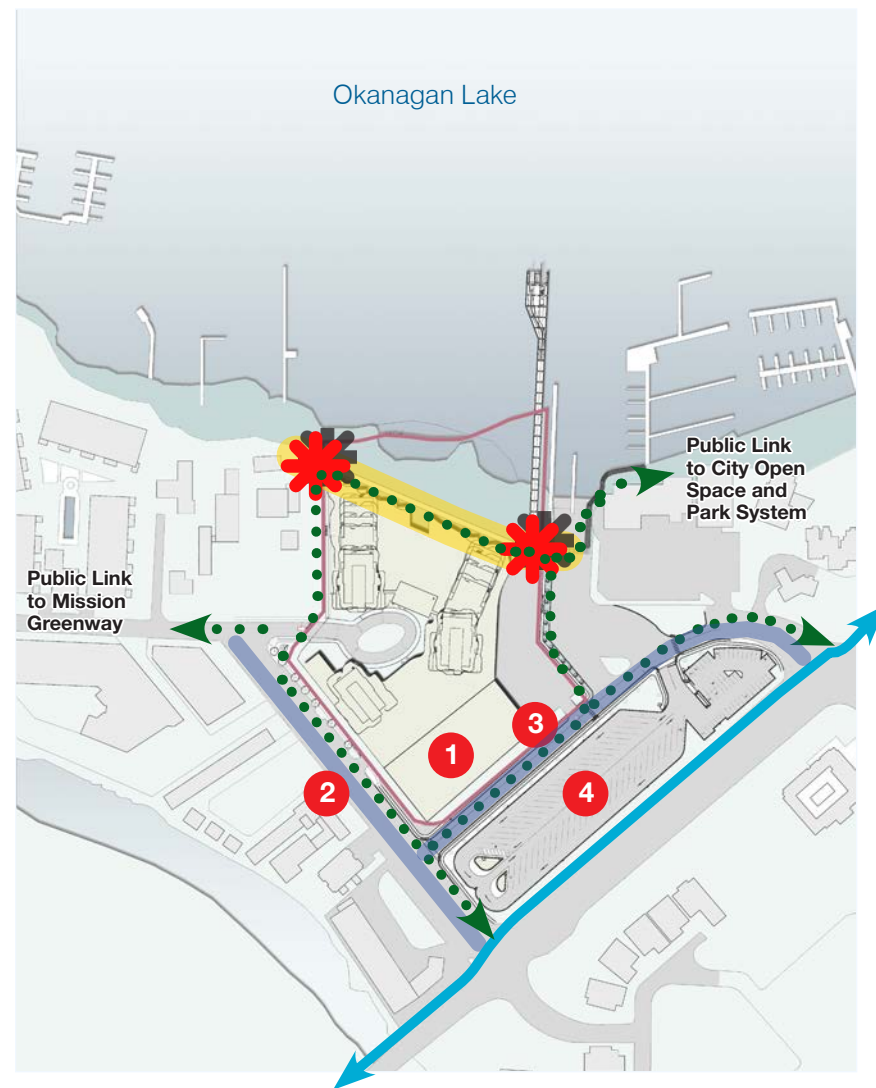 Okanagan Lake
Public Link
to City Open
Space and
Park System
Public Link
to Mission
Greenway
3
1
2
4